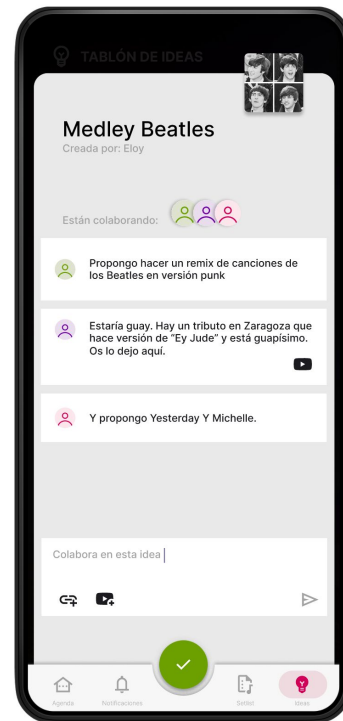 TABLÓN DE IDEAS
Medley Beatles
Creada por: Eloy
Están colaborando:
Propongo hacer un remix de canciones de
los Beatles en versión punk
Estaría guay. Hay un tributo en Zaragoza que
hace versión de “Ey Jude” y está guapísimo.
Os lo dejo aquí.
Y propongo Yesterday Y Michelle.
Colabora en esta idea
Agenda
Notificaciones
Setlist
Ideas